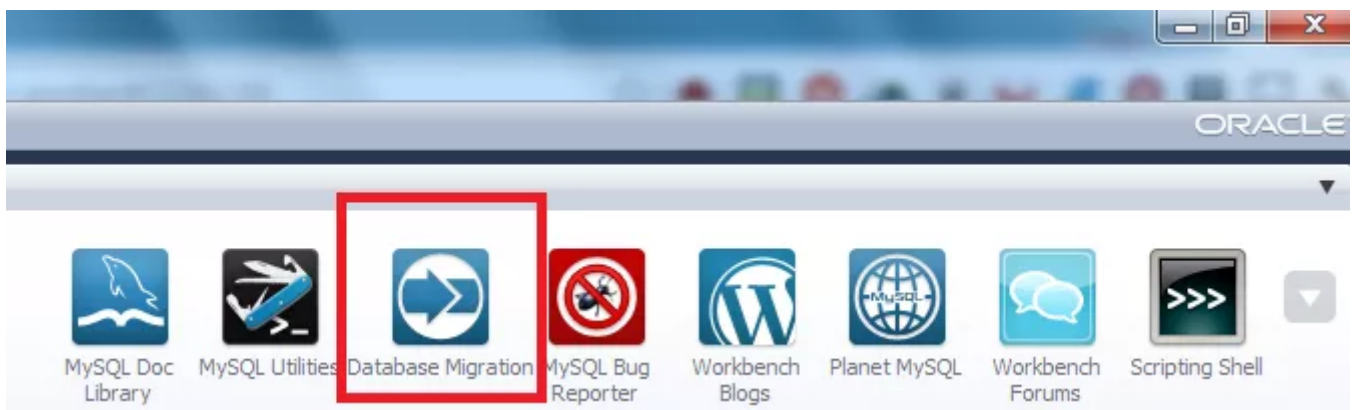 ORACLE
MySQL Doc
Library
MySQL Utilities
>_
Database Migration
MySQL Bug
Reporter
Workbench
Blogs
W
MySQL
Planet MySQL
Workbench
Forums
>>>
Scripting Shell